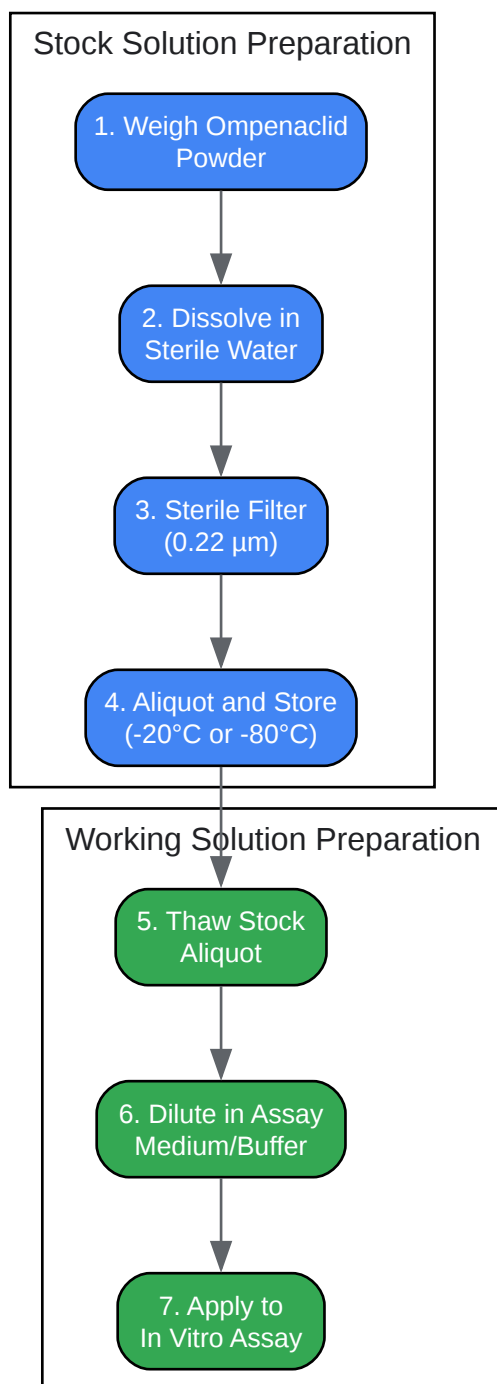 Stock Solution Preparation
1. Weigh Ompenaclid
Powder
2. Dissolve in
Sterile Water
3. Sterile Filter
(0.22 µm)
4. Aliquot and Store
(-20°C or -80°C)
Working Solution Preparation
5. Thaw Stock
Aliquot
6. Dilute in Assay
Medium/Buffer
7. Apply to
In Vitro Assay